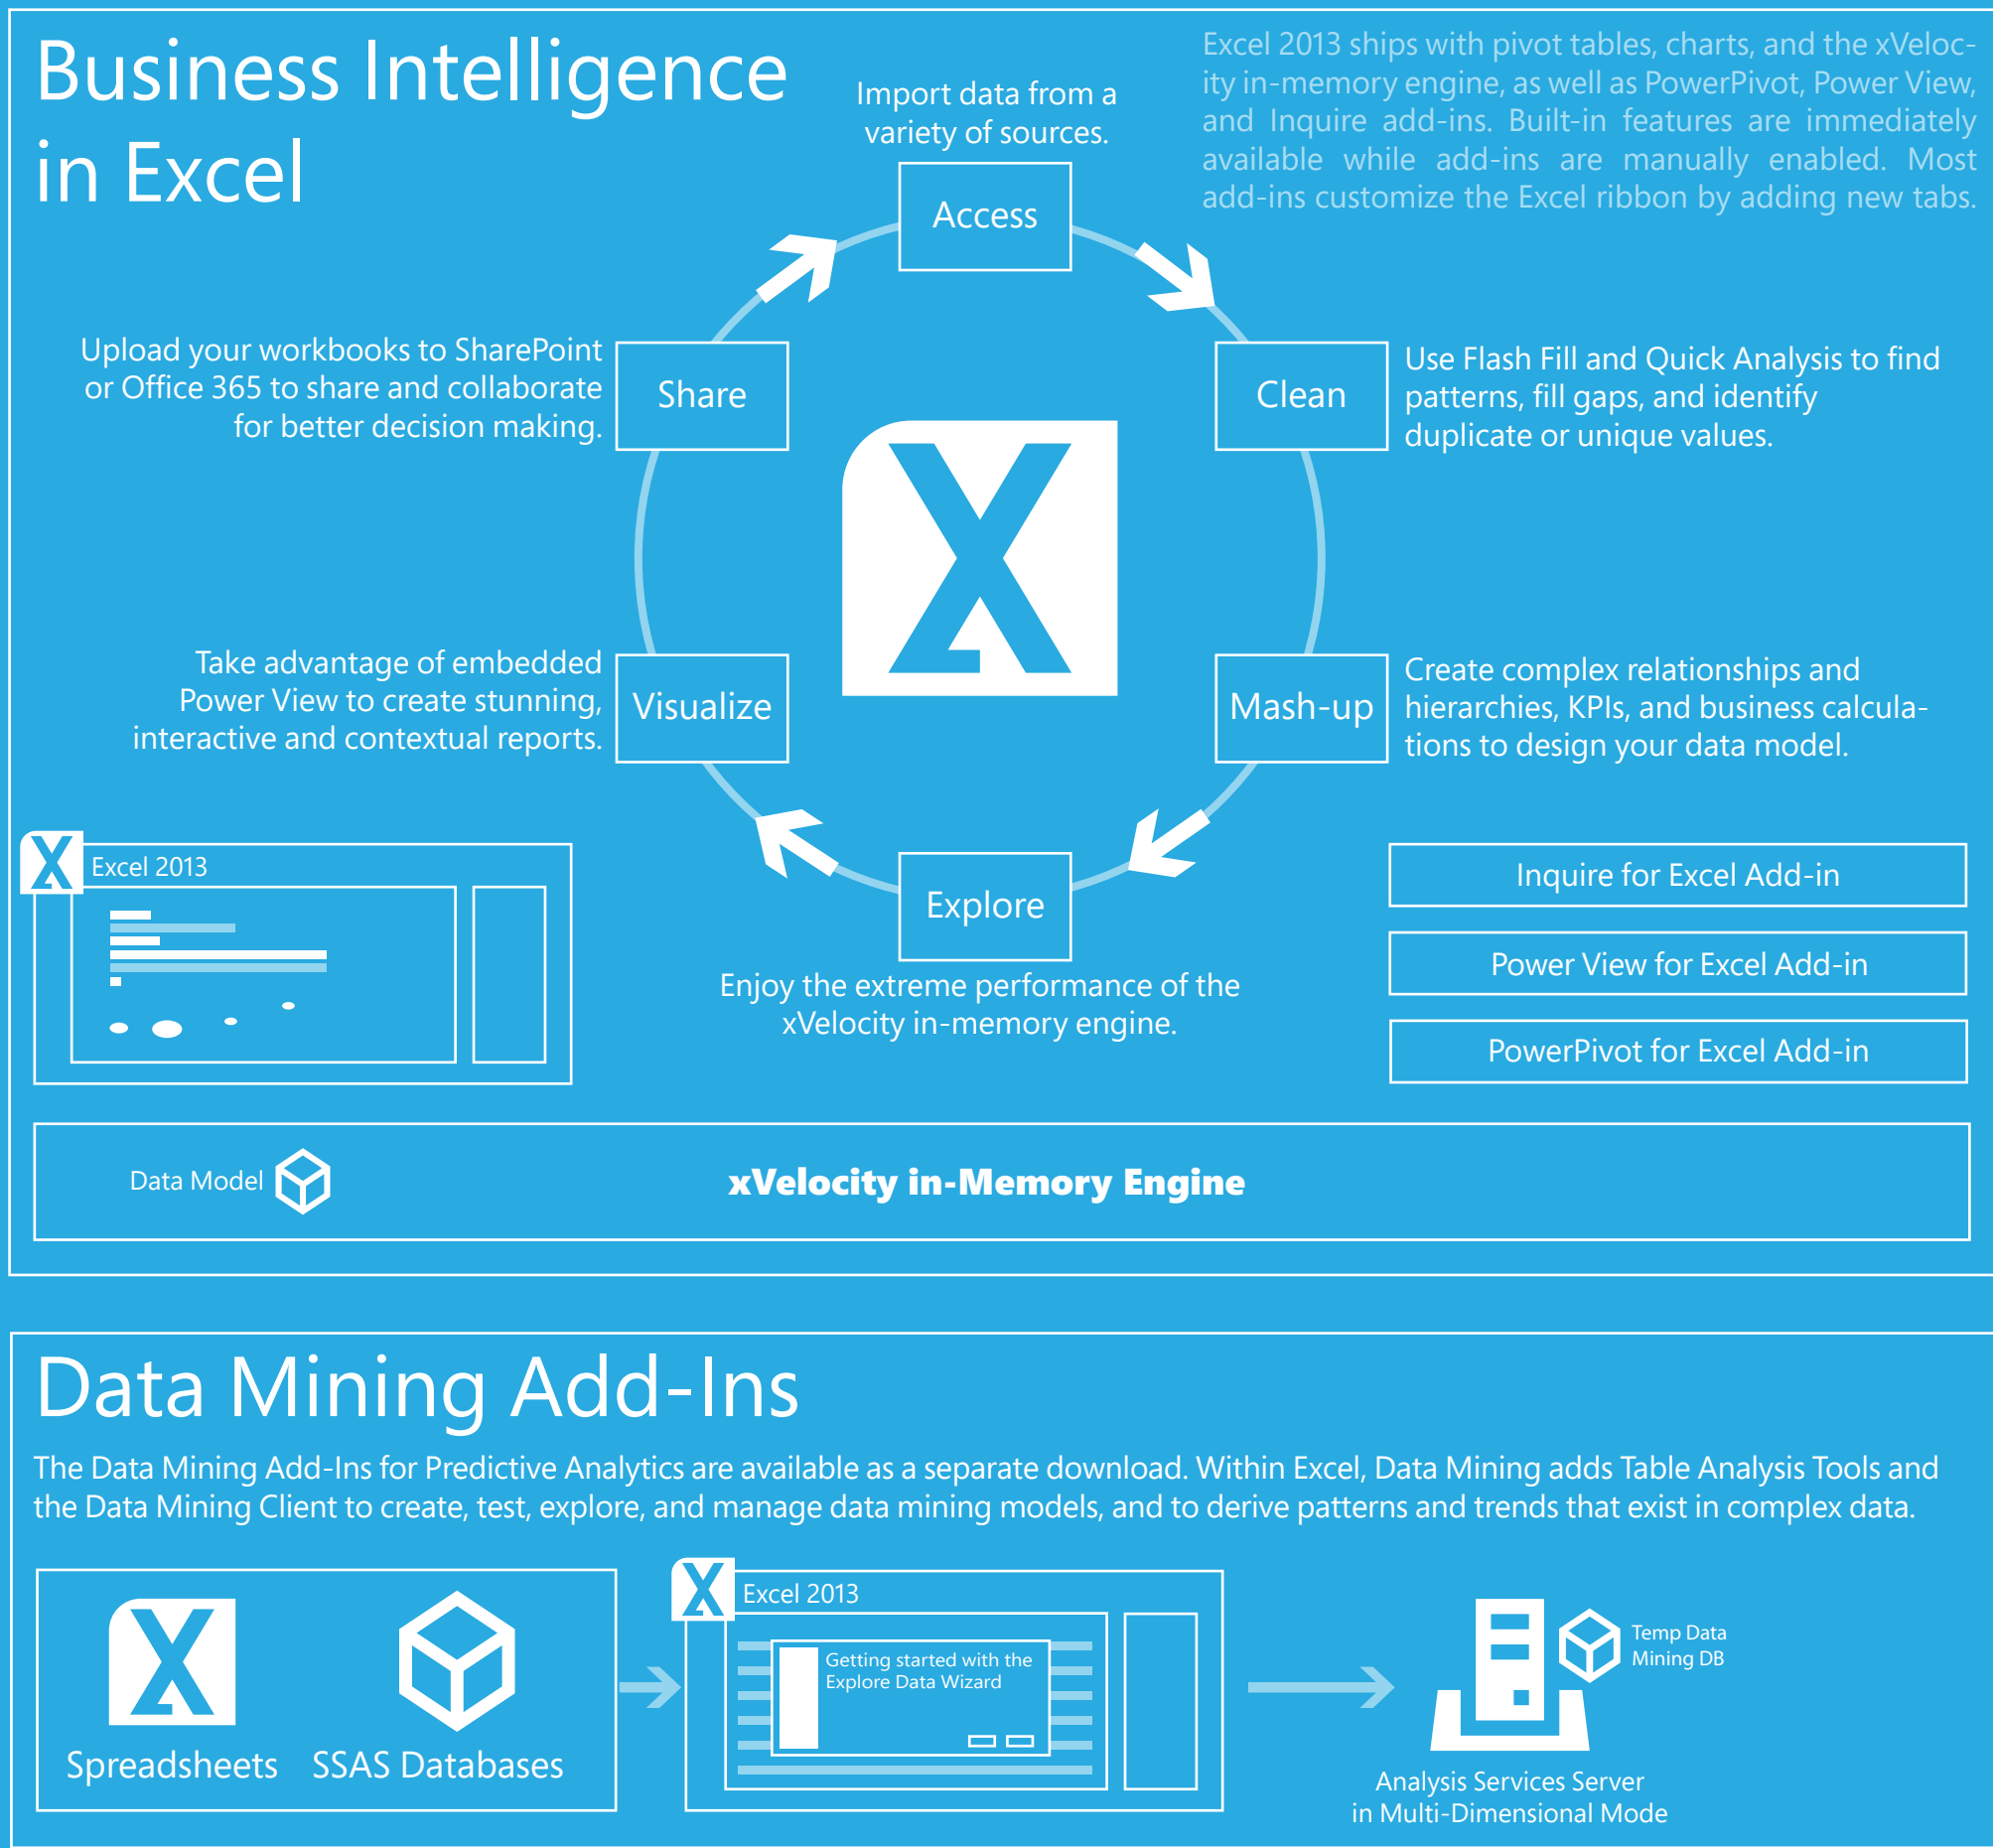 Business Intelligence
in Excel
Excel 2013 ships with pivot tables, charts, and the xVeloc-
ity in-memory engine, as well as PowerPivot, Power View,
and Inquire add-ins. Built-in features are immediately
available while add-ins are manually enabled. Most
add-ins customize the Excel ribbon by adding new tabs.
Import data from a
variety of sources.
Access
Upload your workbooks to SharePoint
or Office 365 to share and collaborate
for better decision making.
Share
Clean
Use Flash Fill and Quick Analysis to find
patterns, fill gaps, and identify
duplicate or unique values.
Take advantage of embedded
Power View to create stunning,
interactive and contextual reports.
Visualize
Mash-up
Create complex relationships and
hierarchies, KPIs, and business calcula-
tions to design your data model.
Explore
Enjoy the extreme performance of the
xVelocity in-memory engine.
Excel 2013
Inquire for Excel Add-in
Power View for Excel Add-in
PowerPivot for Excel Add-in
Data Model
xVelocity in-Memory Engine
Data Mining Add-Ins
The Data Mining Add-Ins for Predictive Analytics are available as a separate download. Within Excel, Data Mining adds Table Analysis Tools and
the Data Mining Client to create, test, explore, and manage data mining models, and to derive patterns and trends that exist in complex data.
Spreadsheets
SSAS Databases
Excel 2013
Getting started with the
Explore Data Wizard
Temp Data
Mining DB
Analysis Services Server
in Multi-Dimensional Mode